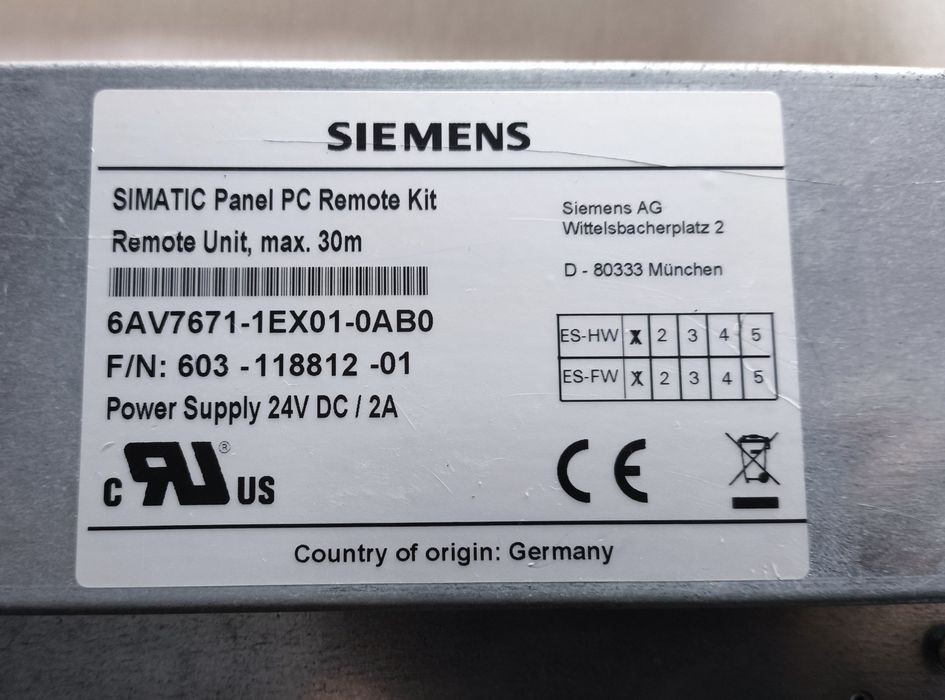 SIEMENS
SIMATIC Panel PC Remote Kit
Remote Unit, max. 30m
6AV7671-1EX01-0AB0
F/N: 603 -118812 -01
Power Supply 24V DC / 2A
Siemens AG
Wittelsbacherplatz 2
D - 80333 München
ES-HW X 2 3 4 5
ES-FW X 2 3 4 5
c RU ® US
CE
Country of origin: Germany